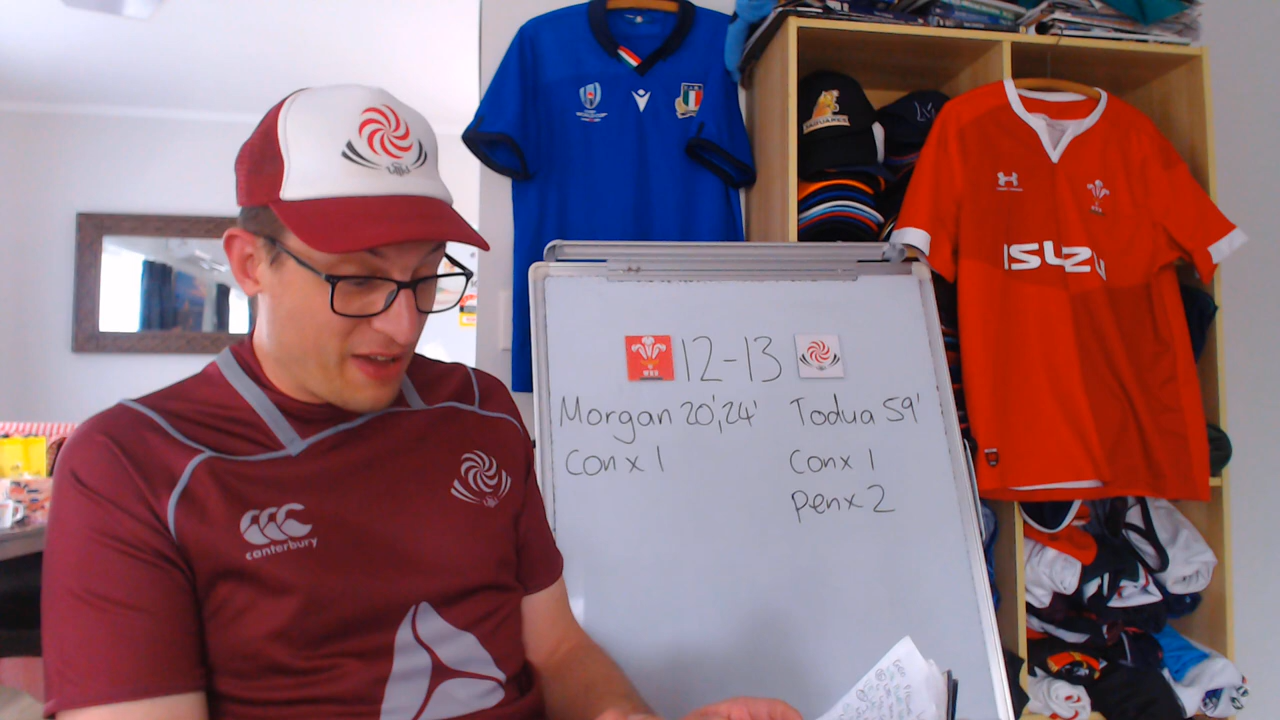 JAGUARES
ISUZU
12-13
Morgan 20', 24' Todua 59'
Con x 1 Con x 1
Pen x 2
canterbury